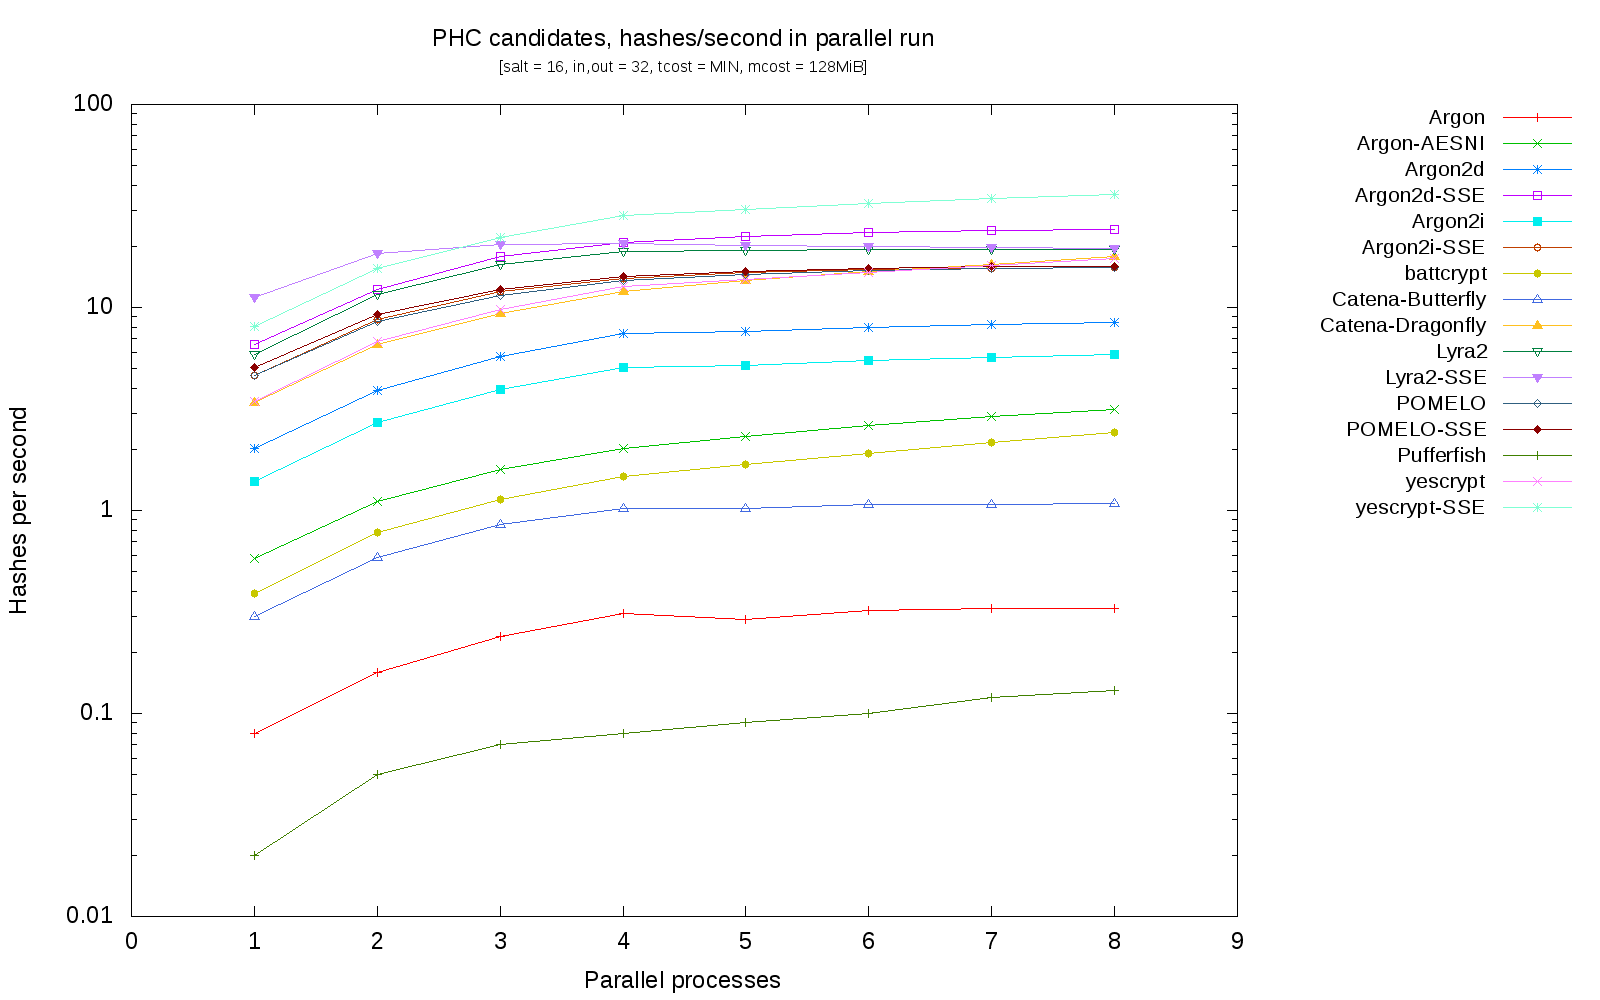 PHC candidates, hashes/second in parallel run
[salt = 16, in,out = 32, tcost = MIN, mcost = 128MiB]
100
10
1
0.1
0.01
Hashes per second
0 1 2 3 4 5 6 7 8 9
Parallel processes
Argon
Argon-AESNI
Argon2d
Argon2d-SSE
Argon2i
Argon2i-SSE
battcrypt
Catena-Butterfly
Catena-Dragonfly
Lyra2
Lyra2-SSE
POMELO
POMELO-SSE
Pufferfish
yescrypt
yescrypt-SSE